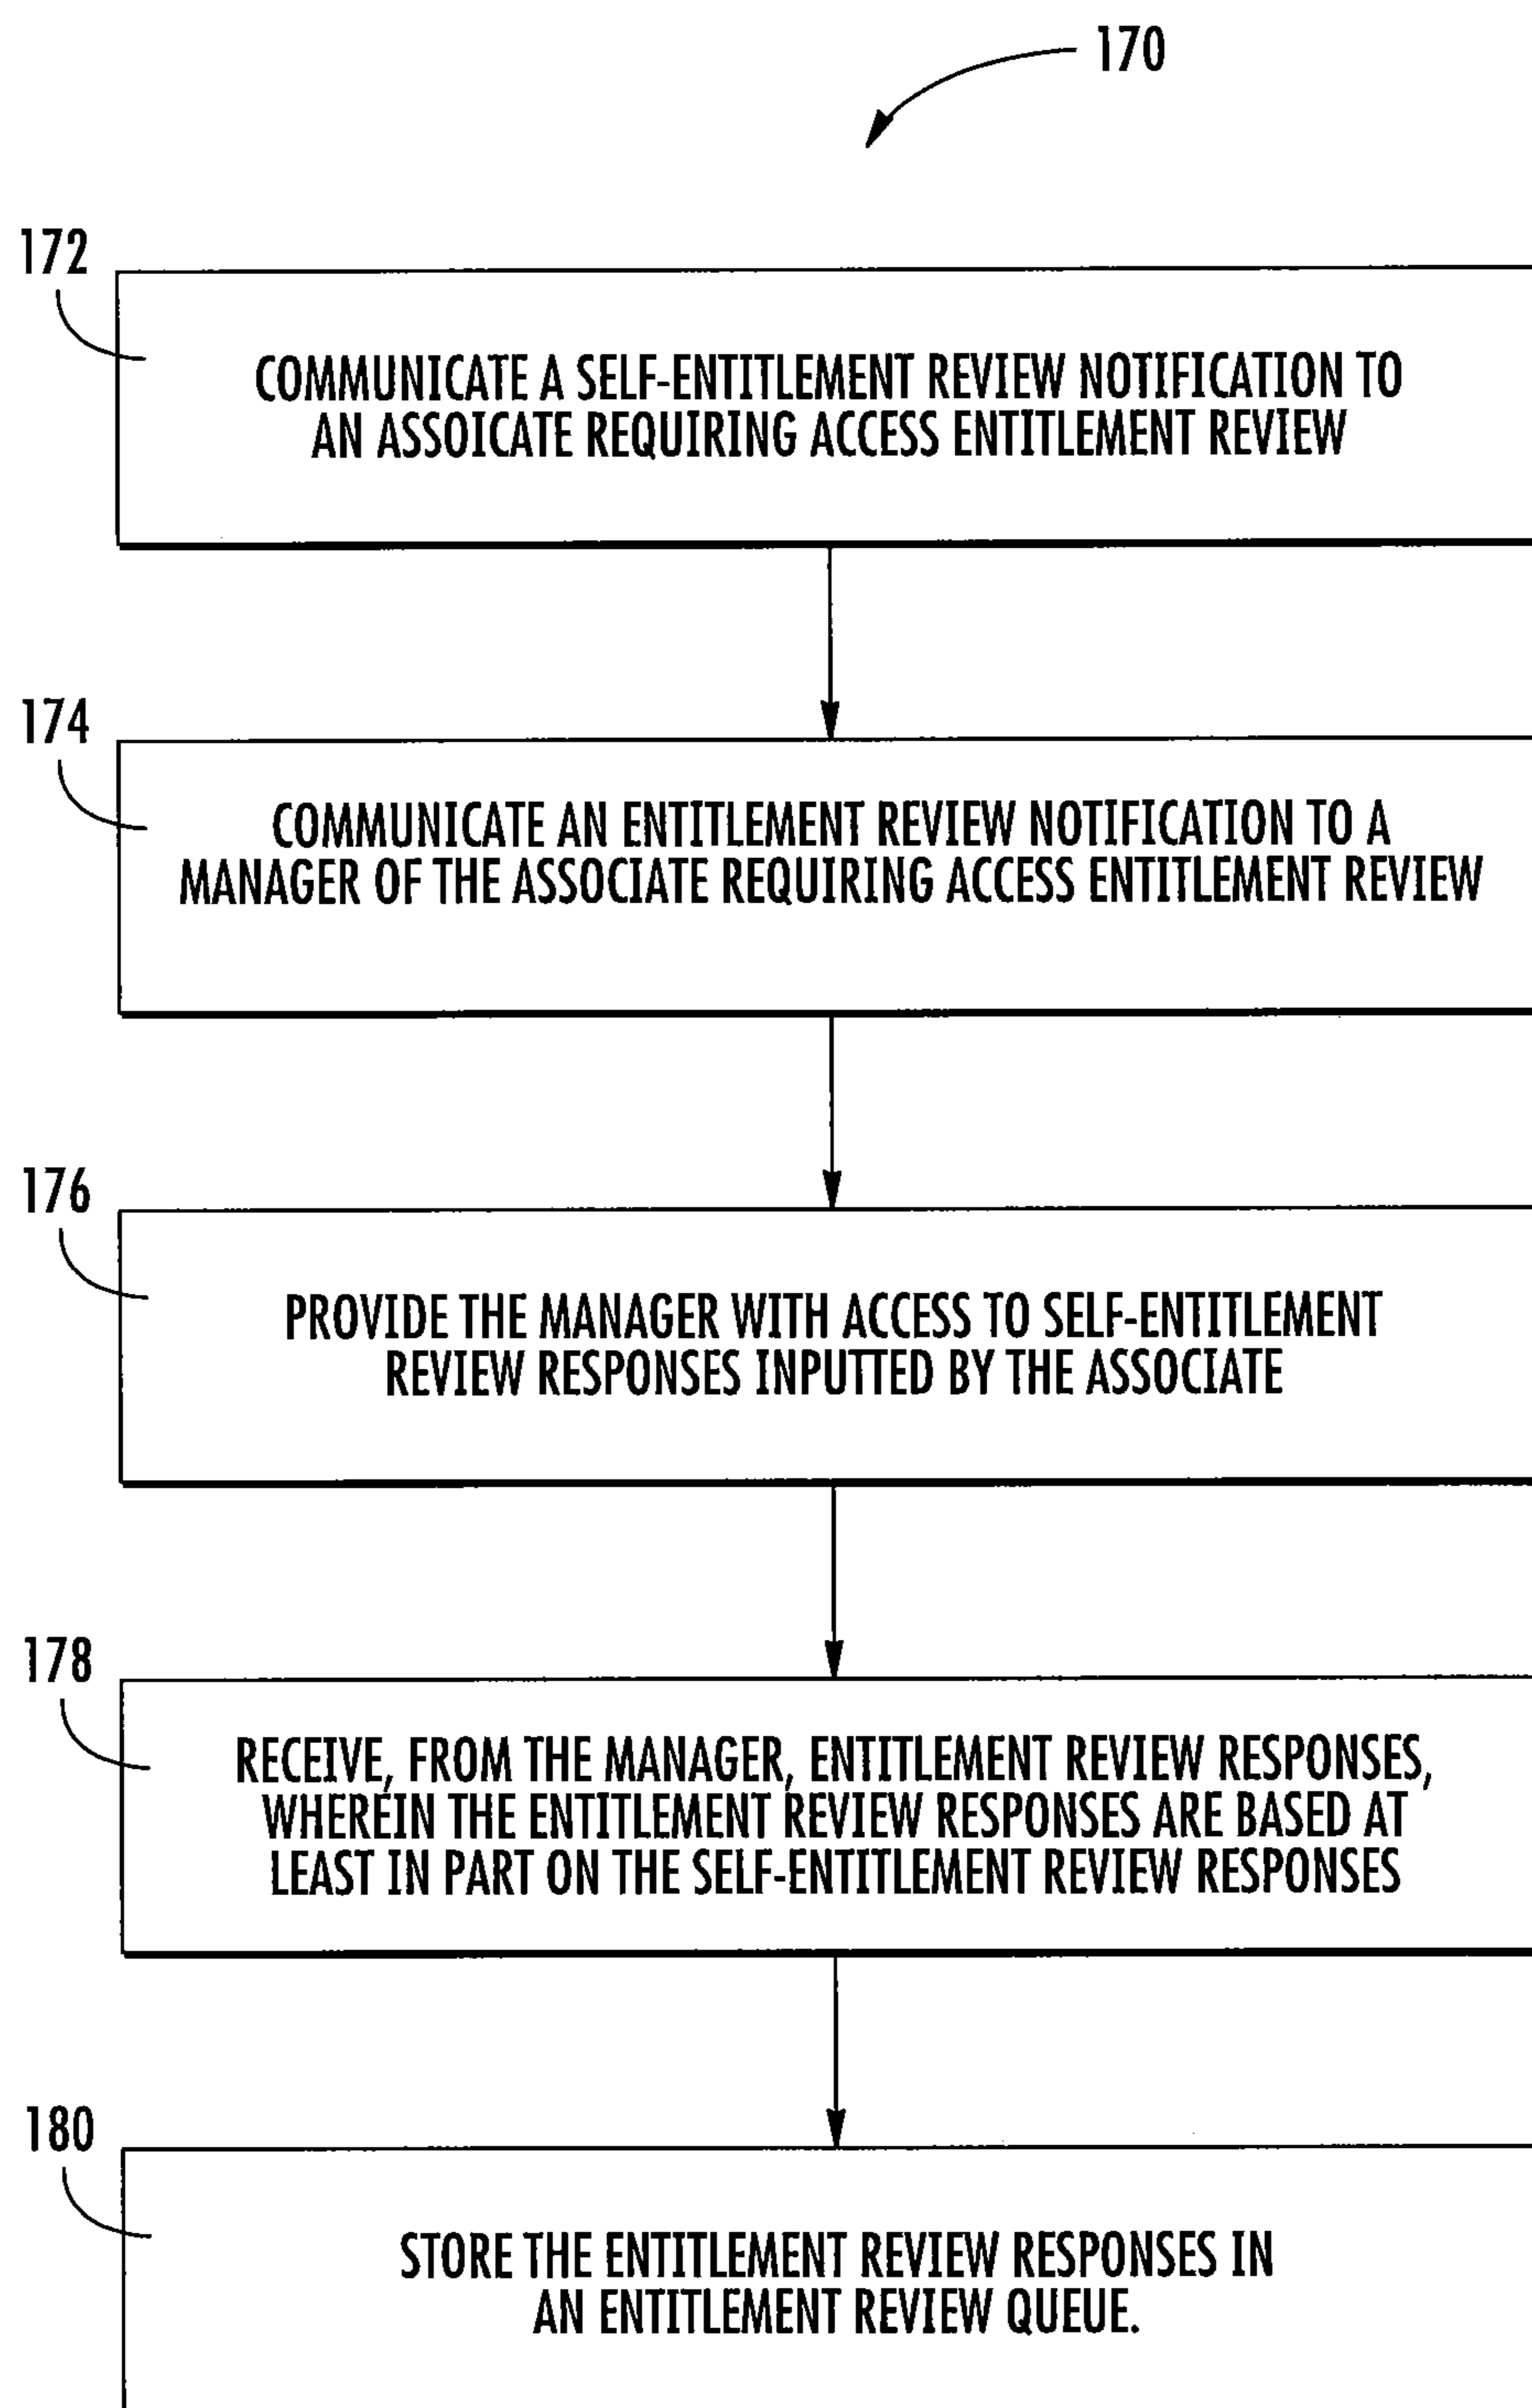 170
172
COMMUNICATE A SELF-ENTITLEMENT REVIEW NOTIFICATION TO
AN ASSOICATE REQUIRING ACCESS ENTITLEMENT REVIEW
174
COMMUNICATE AN ENTITLEMENT REVIEW NOTIFICATION TO A
MANAGER OF THE ASSOCIATE REQUIRING ACCESS ENTITLEMENT REVIEW
176
PROVIDE THE MANAGER WITH ACCESS TO SELF-ENTITLEMENT
REVIEW RESPONSES INPUTTED BY THE ASSOCIATE
178
RECEIVE, FROM THE MANAGER, ENTITLEMENT REVIEW RESPONSES,
WHEREIN THE ENTITLEMENT REVIEW RESPONSES ARE BASED AT
LEAST IN PART ON THE SELF-ENTITLEMENT REVIEW RESPONSES
180
STORE THE ENTITLEMENT REVIEW RESPONSES IN
AN ENTITLEMENT REVIEW QUEUE.